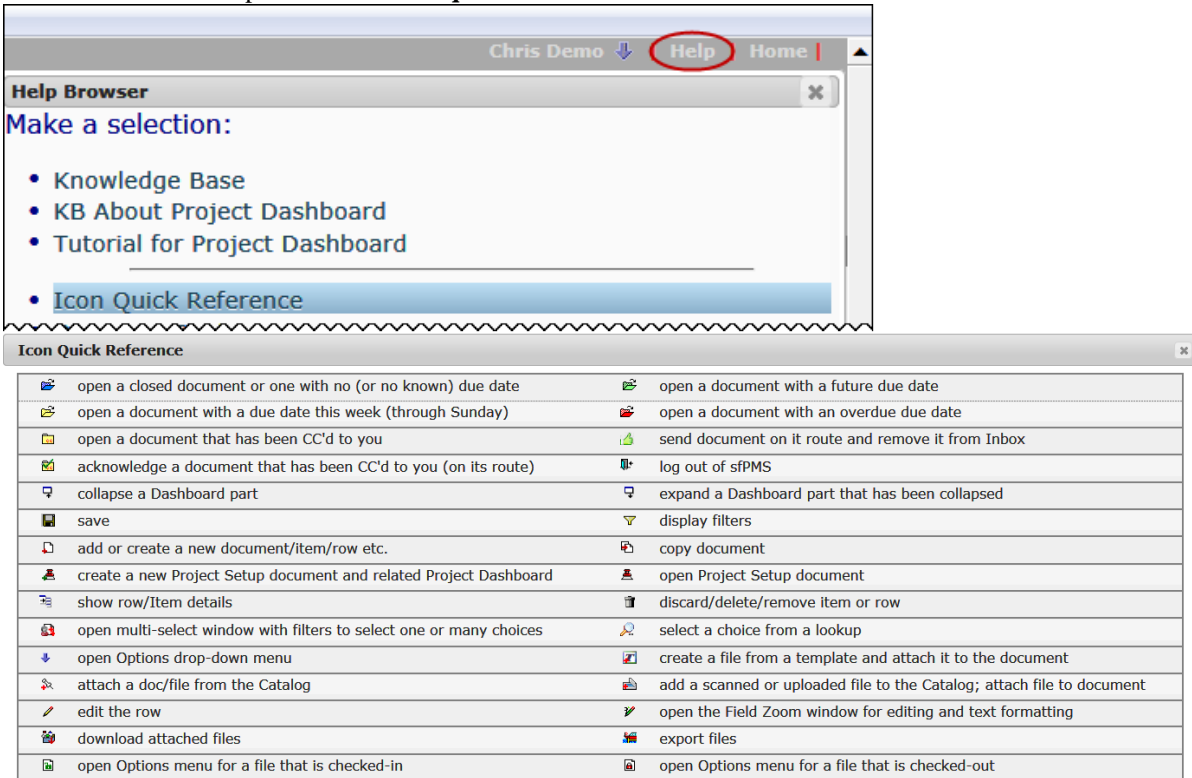 Chris Demo Help Home |
Help Browser
Make a selection:
• Knowledge Base
• KB About Project Dashboard
• Tutorial for Project Dashboard
• Icon Quick Reference
Icon Quick Reference
open a closed document or one with no (or no known) due date
open a document with a future due date
open a document with a due date this week (through Sunday)
open a document with an overdue due date
open a document that has been CC'd to you
send document on it route and remove it from Inbox
acknowledge a document that has been CC'd to you (on its route)
log out of sfPMS
collapse a Dashboard part
expand a Dashboard part that has been collapsed
save
display filters
add or create a new document/item/row etc.
copy document
create a new Project Setup document and related Project Dashboard
open Project Setup document
show row/Item details
discard/delete/remove item or row
open multi-select window with filters to select one or many choices
select a choice from a lookup
open Options drop-down menu
create a file from a template and attach it to the document
attach a doc/file from the Catalog
add a scanned or uploaded file to the Catalog; attach file to document
edit the row
open the Field Zoom window for editing and text formatting
download attached files
export files
open Options menu for a file that is checked-in
open Options menu for a file that is checked-out